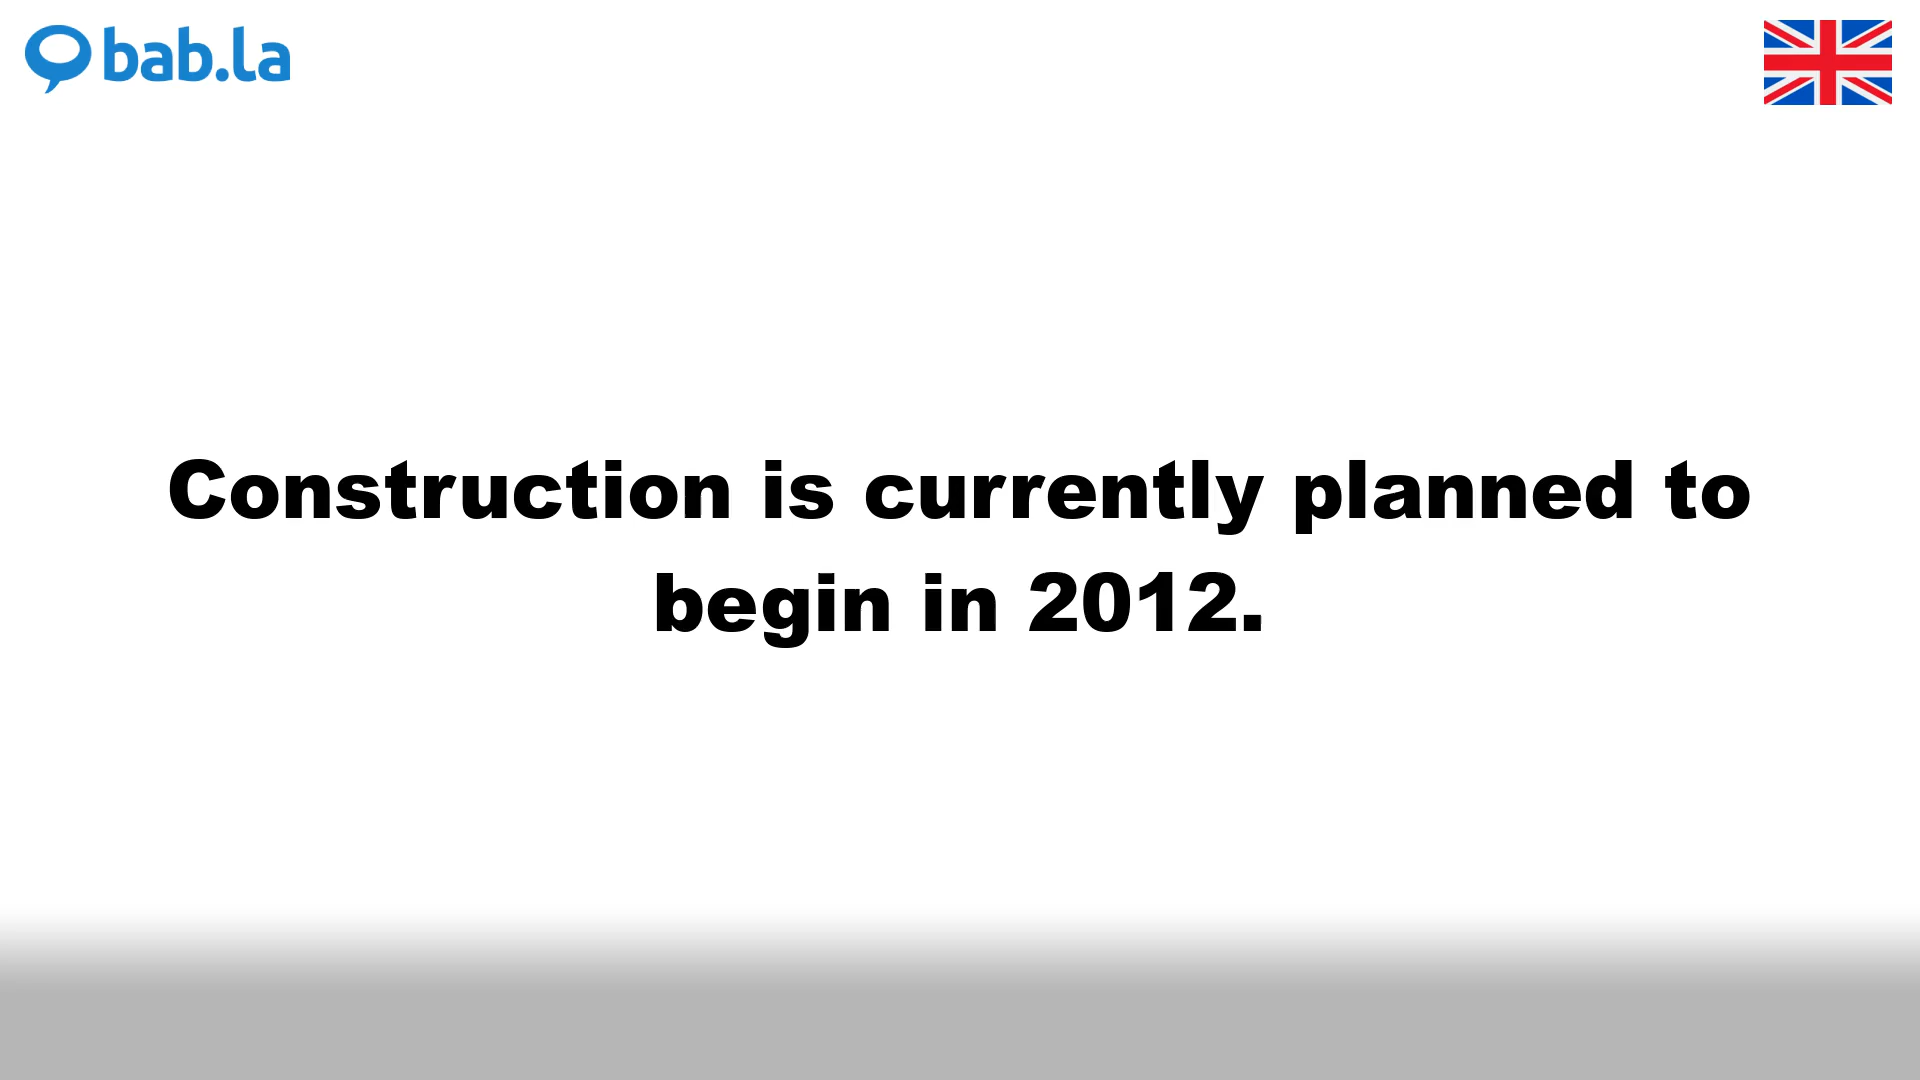 bab.la
Construction is currently planned to
begin in 2012.